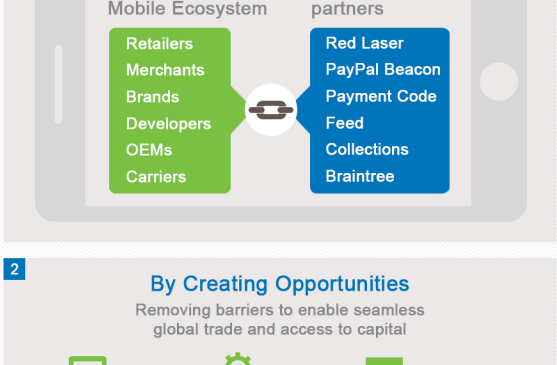 Mobile Ecosystem
partners
Retailers
Merchants
Brands
Developers
OEMs
Carriers
Red Laser
PayPal Beacon
Payment Code
Feed
Collections
Braintree
2
By Creating Opportunities
Removing barriers to enable seamless
global trade and access to capital